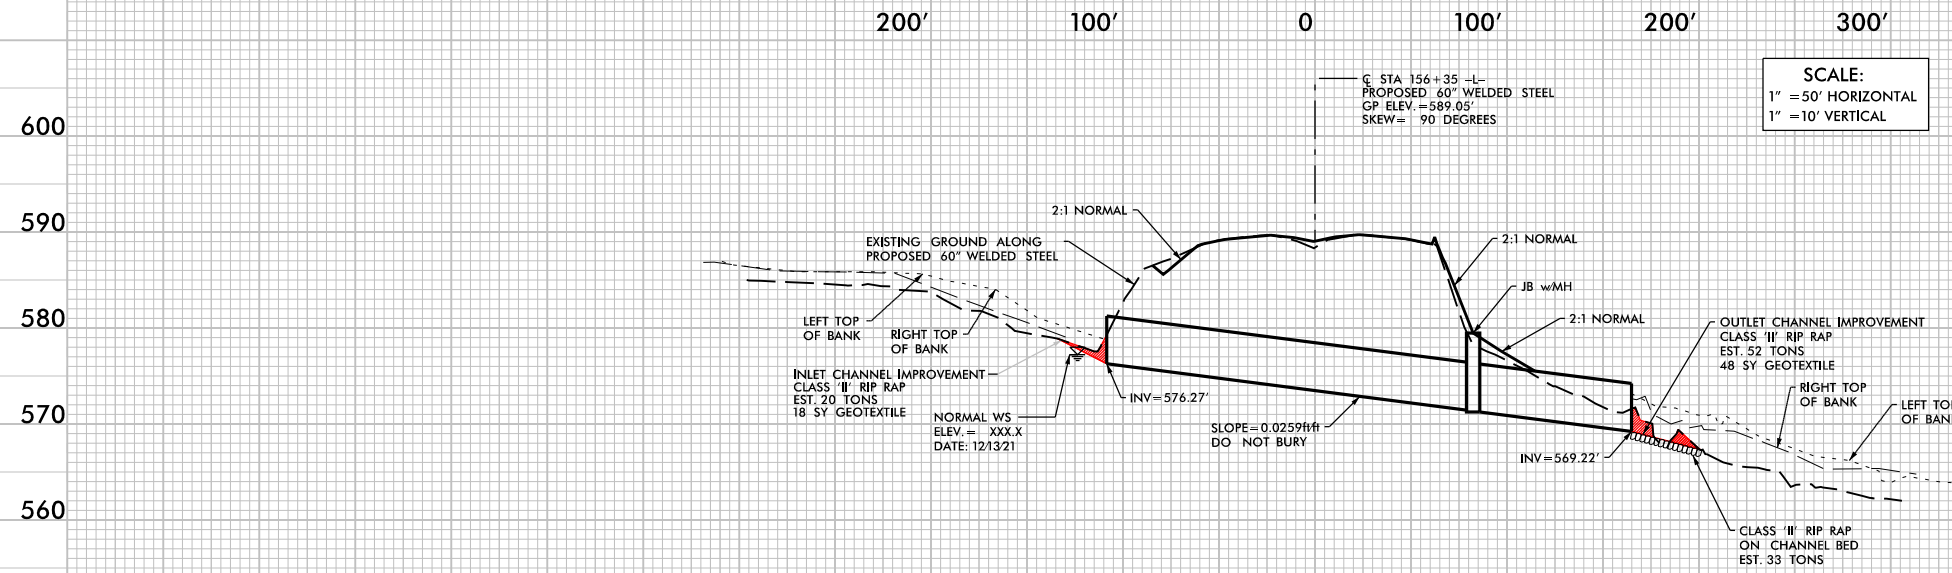 200' 100' 0 100' 200' 300'
SCALE:
1" =50' HORIZONTAL
1" =10' VERTICAL
℄ STA 156+35 -L-
PROPOSED 60" WELDED STEEL
GP ELEV.=589.05'
SKEW= 90 DEGREES
600
590
580
570
560
2:1 NORMAL
EXISTING GROUND ALONG
PROPOSED 60" WELDED STEEL
2:1 NORMAL
JB w/MH
2:1 NORMAL
LEFT TOP
OF BANK
RIGHT TOP
OF BANK
OUTLET CHANNEL IMPROVEMENT
CLASS 'II' RIP RAP
EST. 52 TONS
48 SY GEOTEXTILE
INLET CHANNEL IMPROVEMENT
CLASS 'II' RIP RAP
EST. 20 TONS
18 SY GEOTEXTILE
INV=576.27'
RIGHT TOP
OF BANK
LEFT TO
OF BAN
NORMAL WS
ELEV.= XXX.X
DATE: 12/13/21
SLOPE=0.0259ft/ft
DO NOT BURY
INV=569.22'
CLASS 'II' RIP RAP
ON CHANNEL BED
EST. 33 TONS